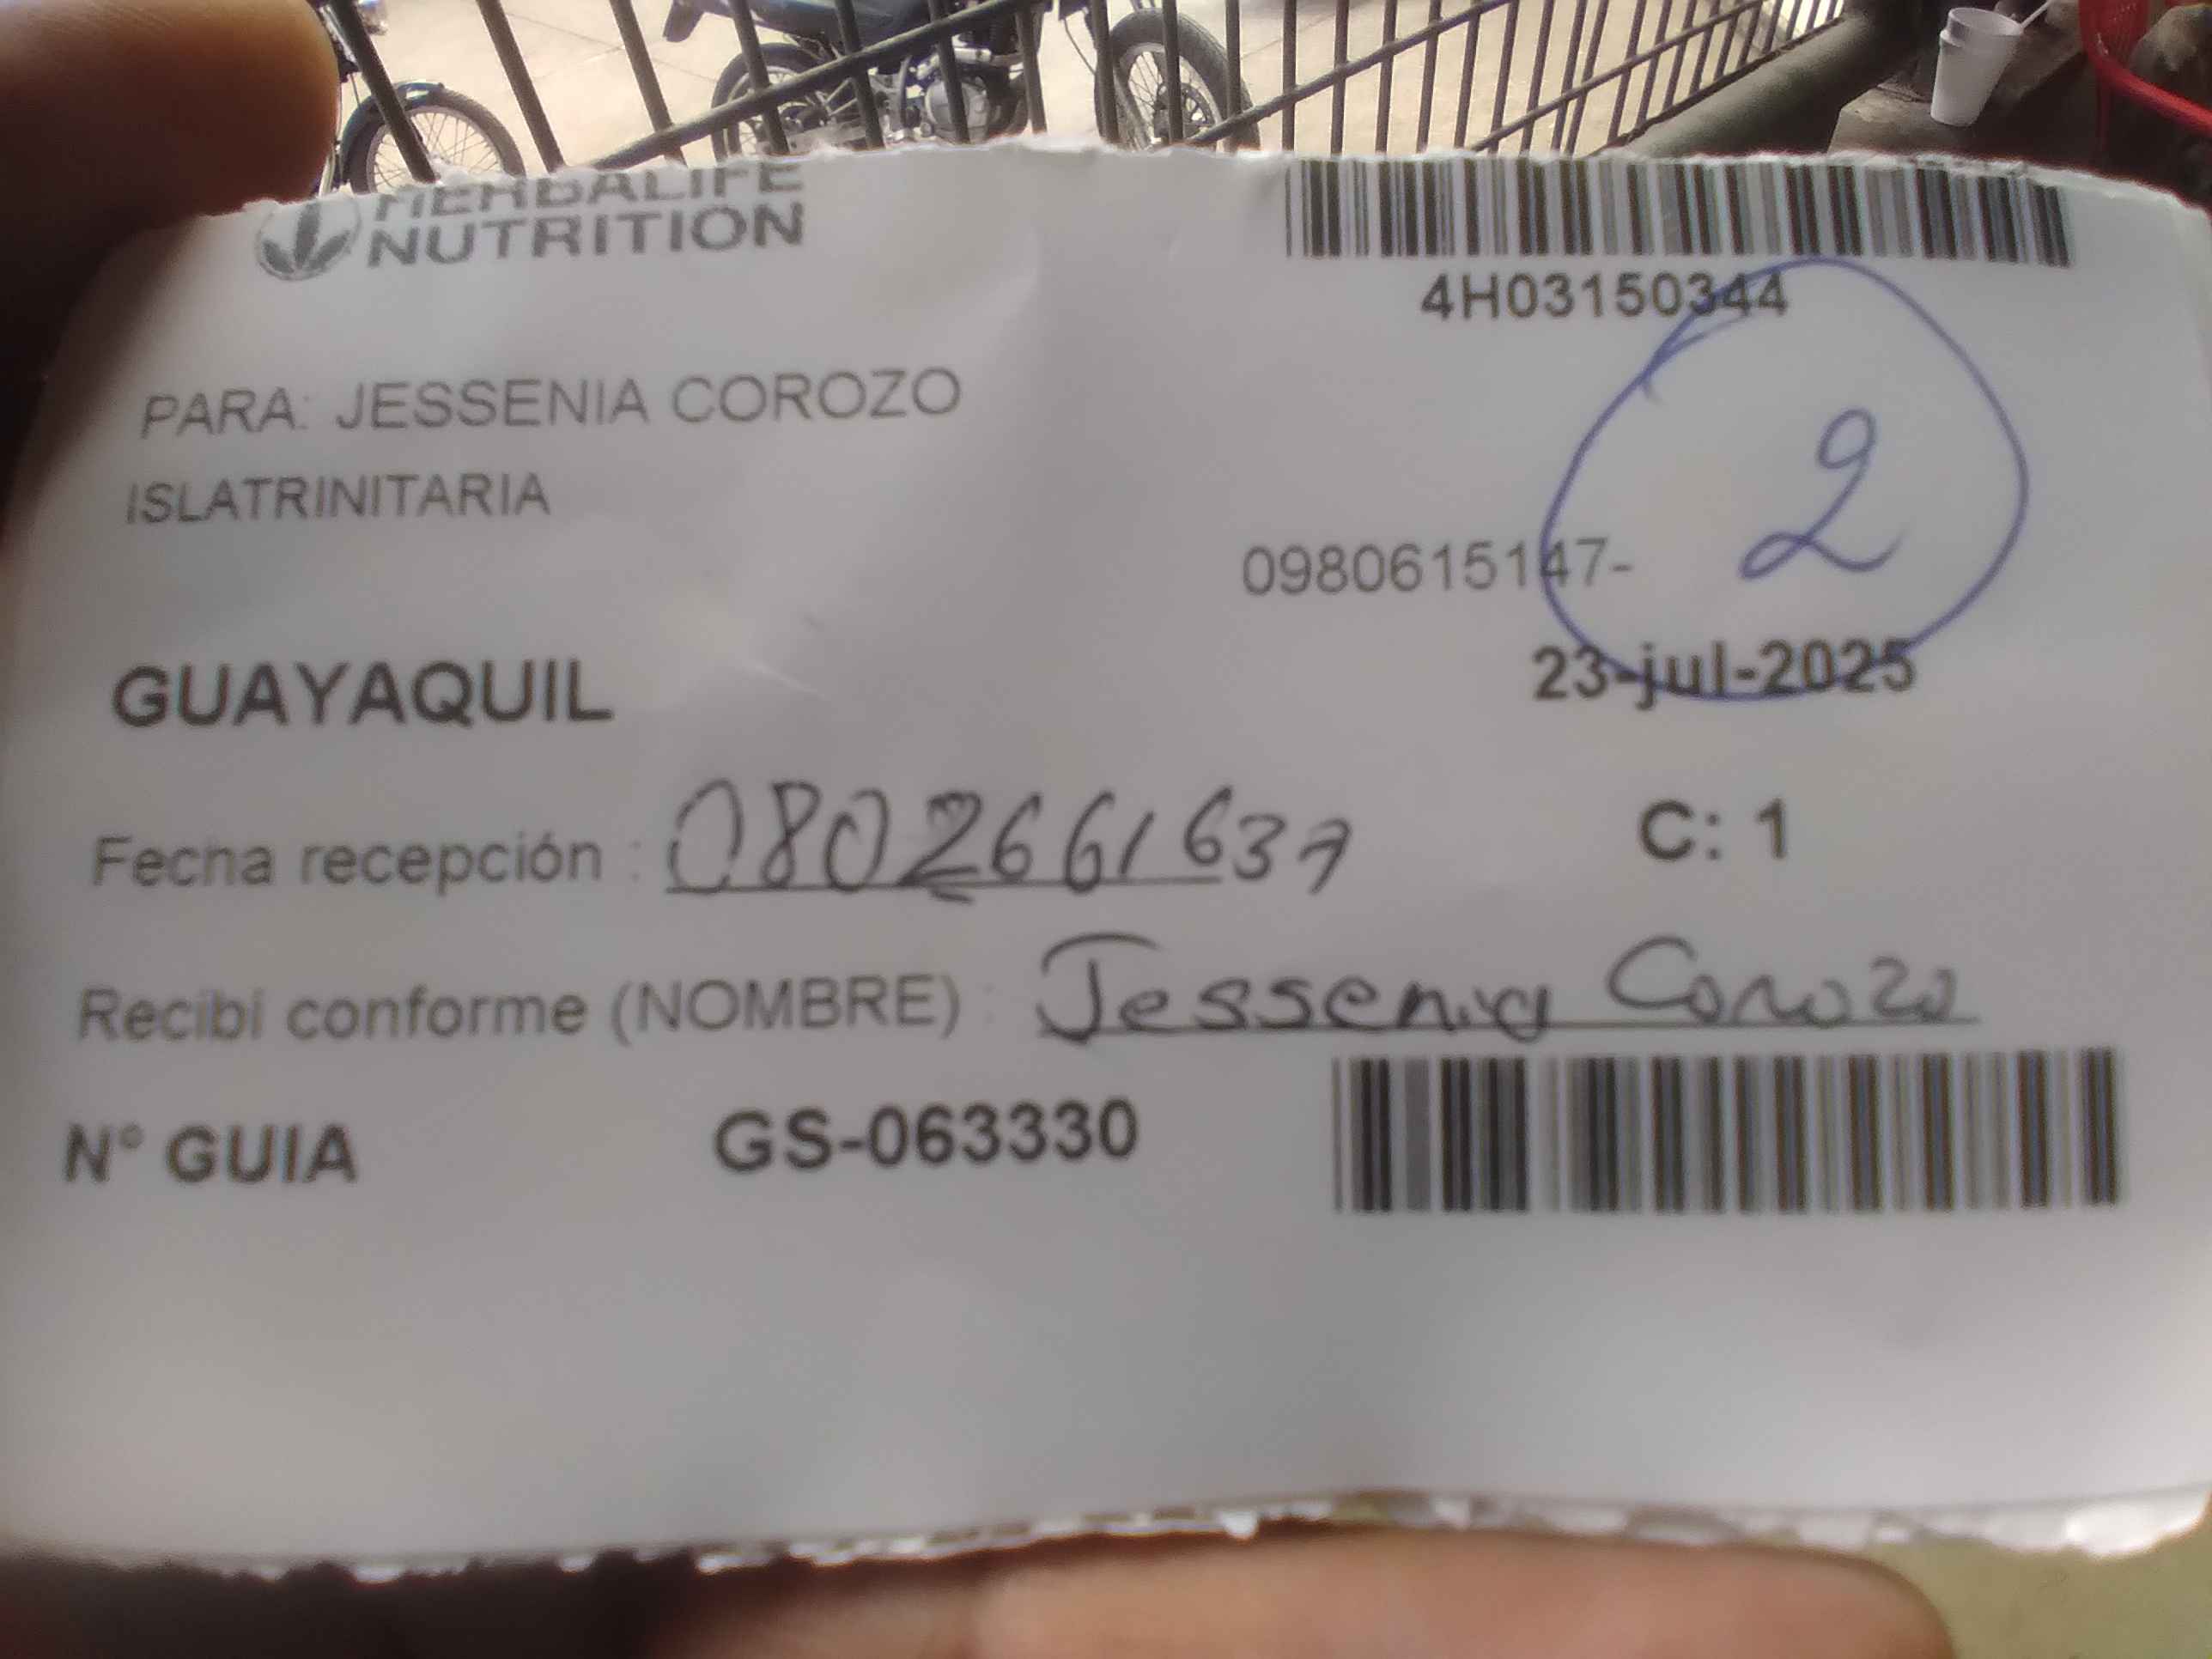 HERBALIFE
NUTRITION
4H03150344
PARA: JESSENIA COROZO
ISLATRINITARIA
2
0980615147-
GUAYAQUIL
23-jul-2025
Fecha recepción : 0802661637
C: 1
Recibí conforme (NOMBRE) : Jessenia Corozo
N° GUIA GS-063330